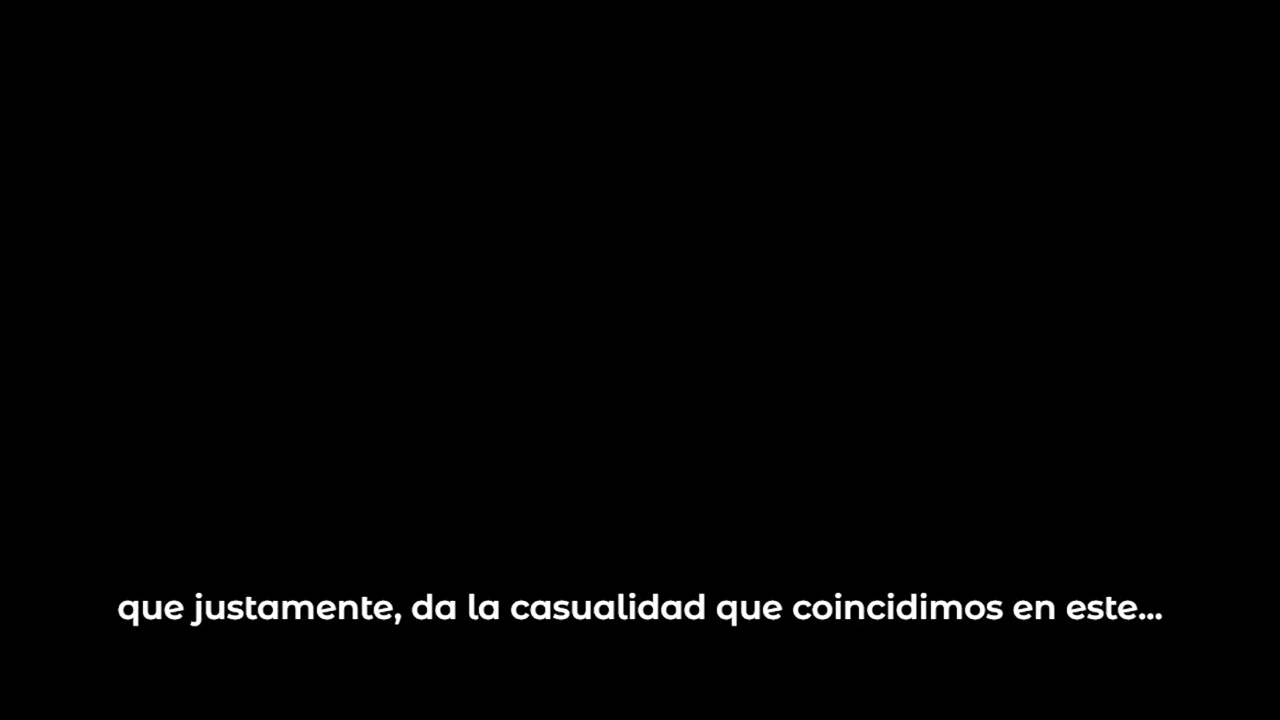 que justamente, da la casualidad que coincidimos en este...